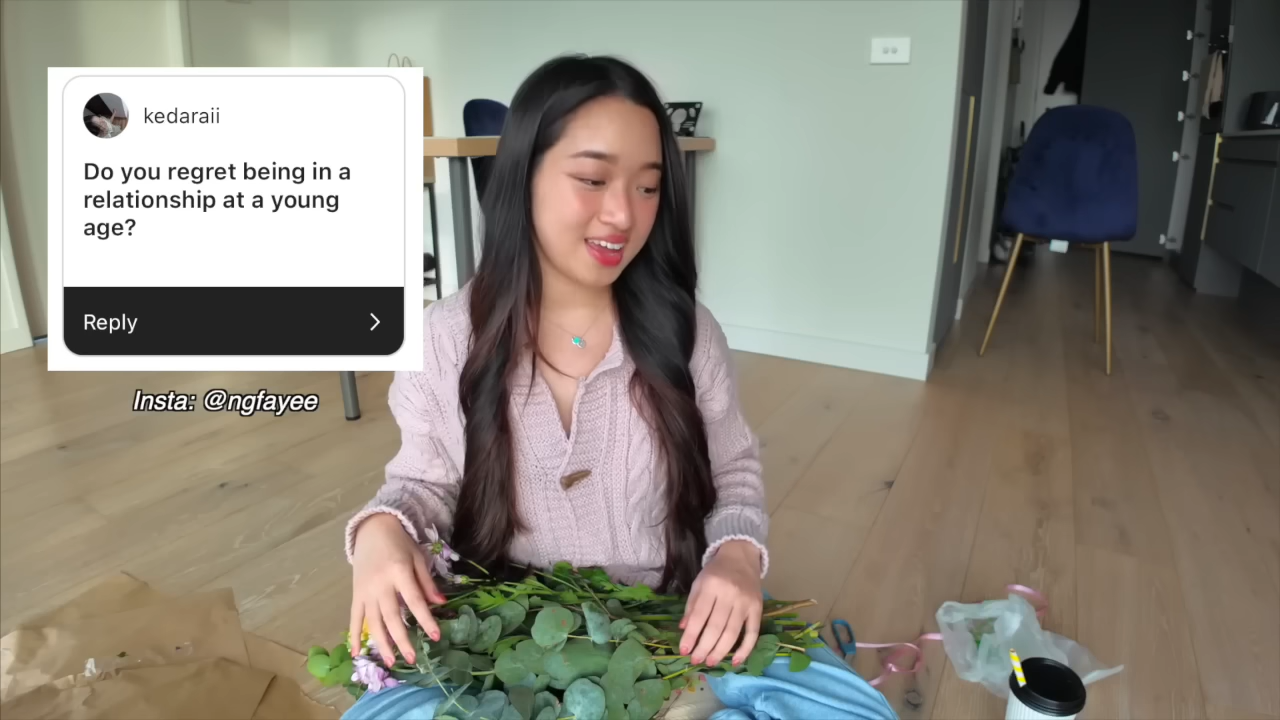 kedaraii
Do you regret being in a
relationship at a young
age?
Reply
Insta: @ngfayee